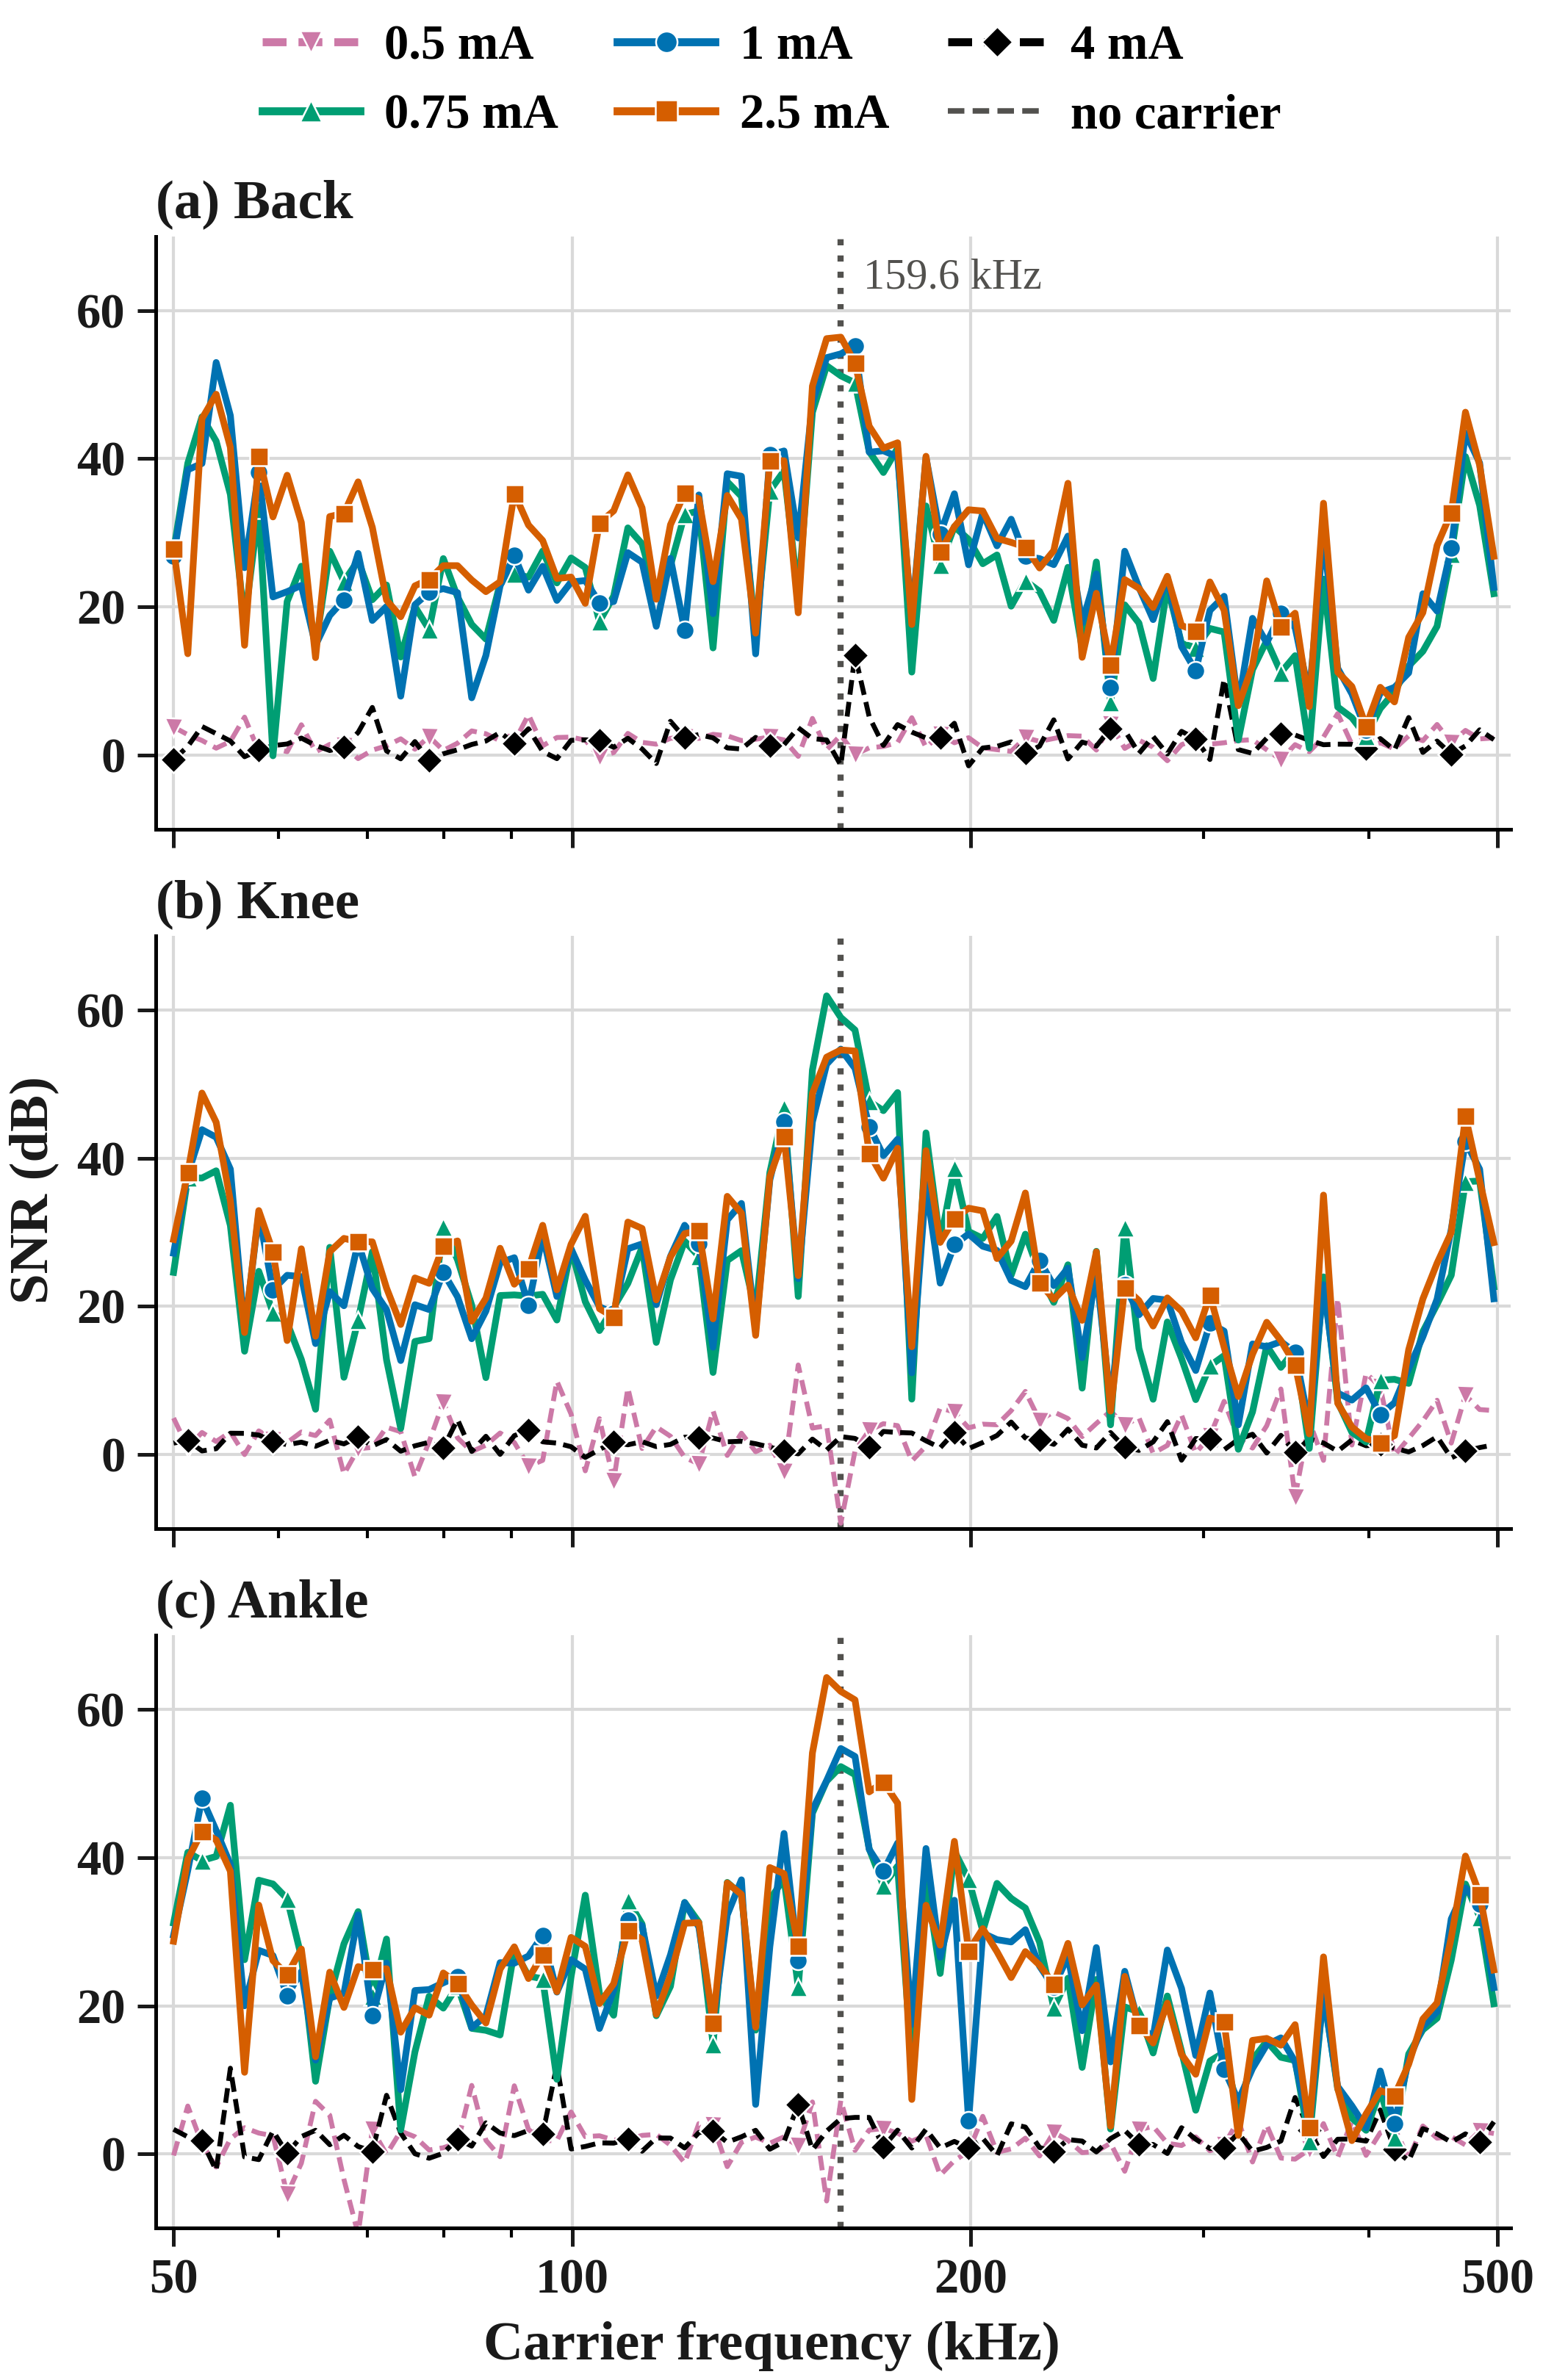 0.5 mA 1 mA 4 mA
0.75 mA 2.5 mA no carrier
(a) Back
159.6 kHz
60
40
20
0
(b) Knee
60
40
20
0
SNR (dB)
(c) Ankle
60
40
20
0
50 100 200 500
Carrier frequency (kHz)